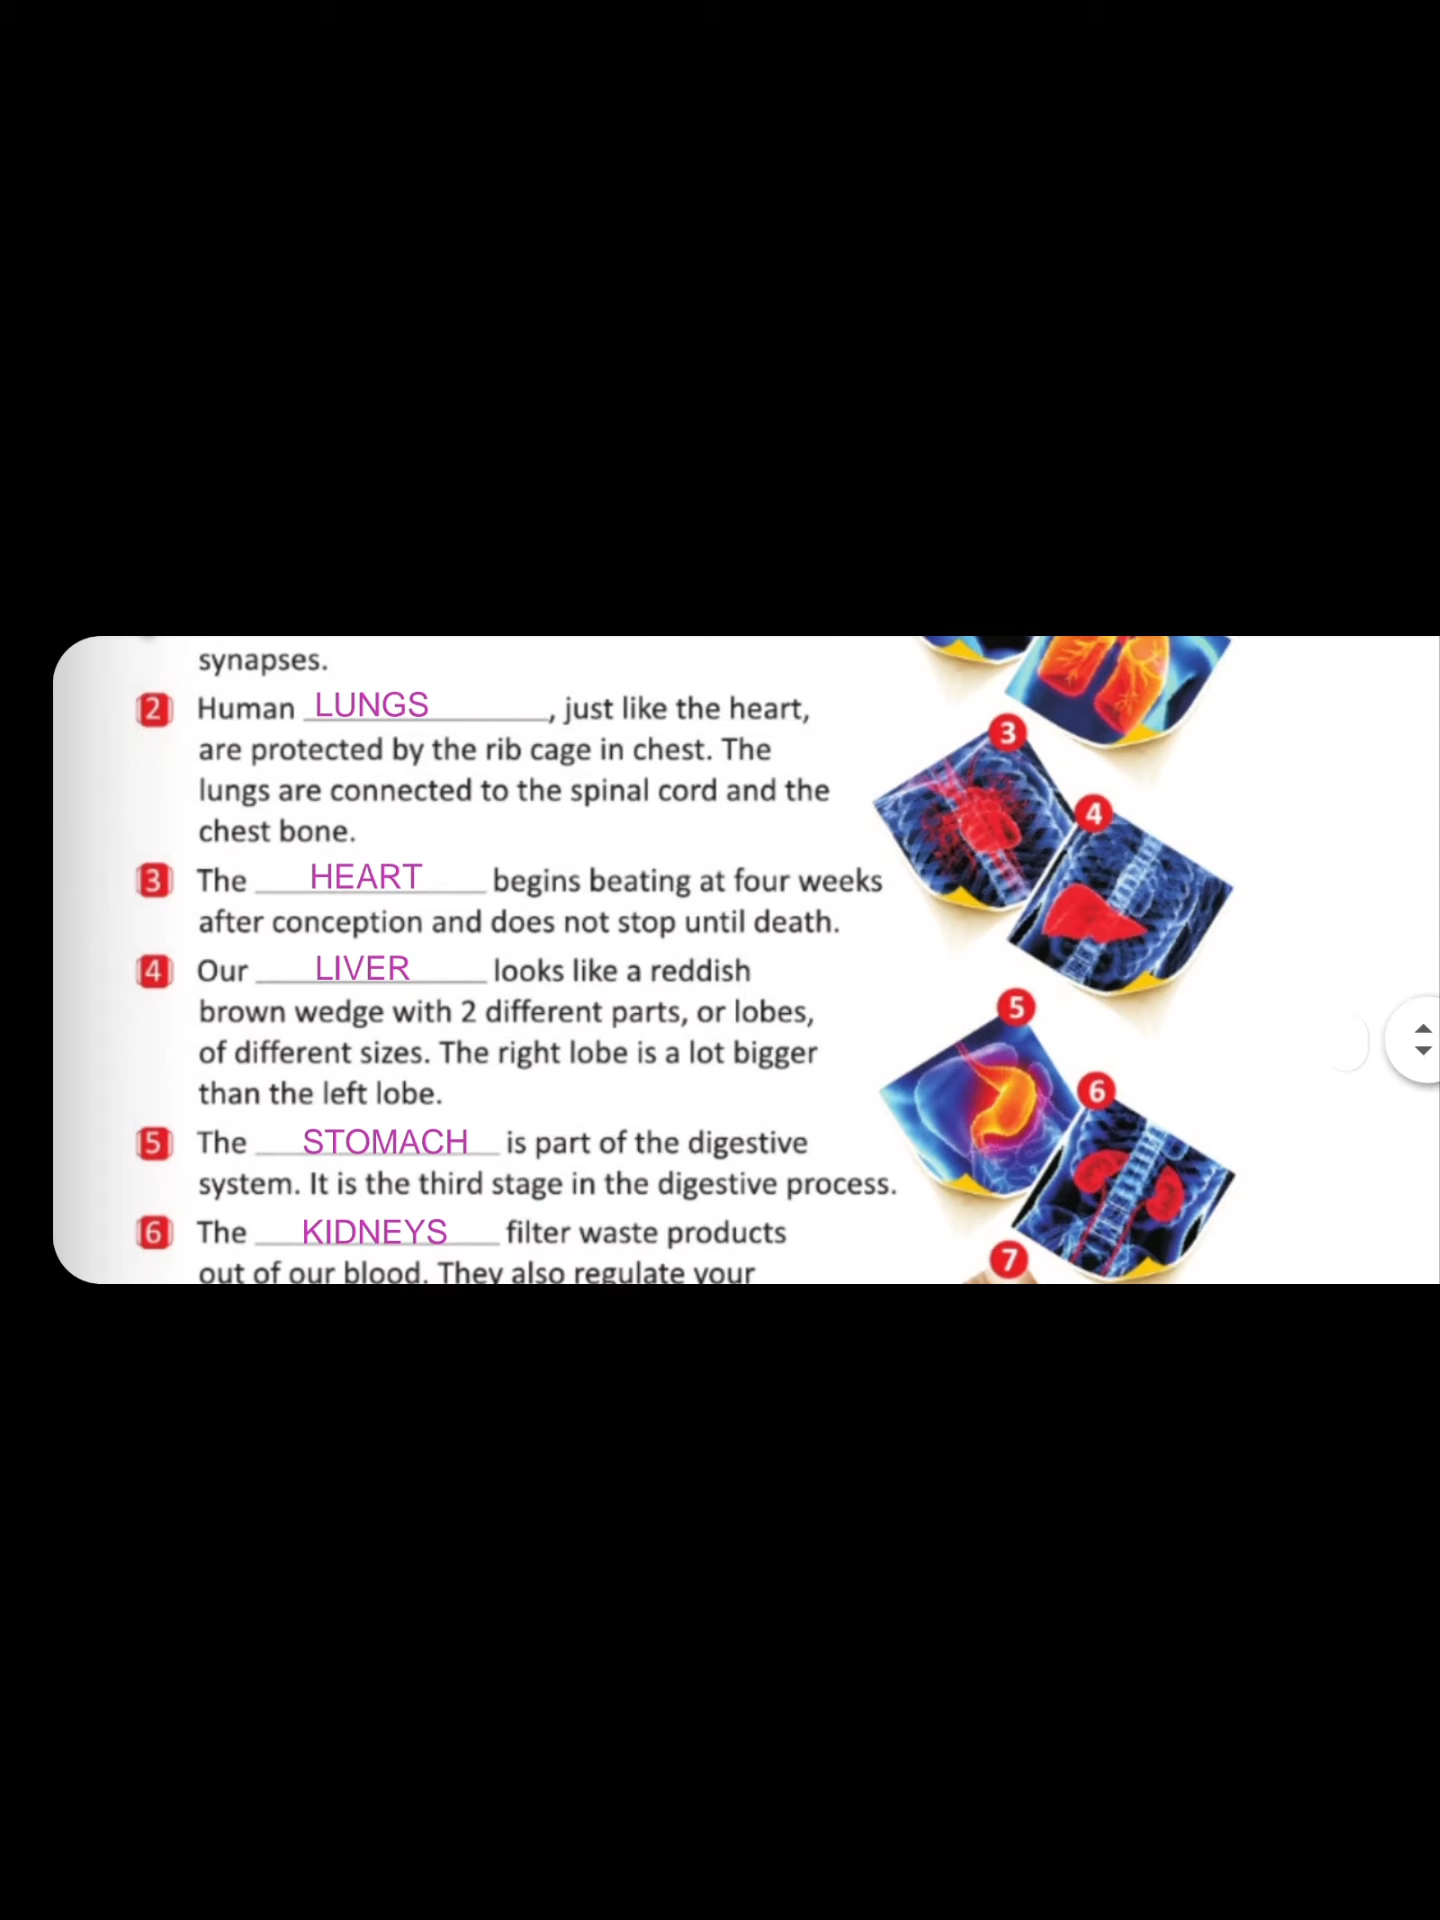 synapses.
2 Human LUNGS, just like the heart,
are protected by the rib cage in chest. The
lungs are connected to the spinal cord and the
chest bone.
3 The HEART begins beating at four weeks
after conception and does not stop until death.
4 Our LIVER looks like a reddish
brown wedge with 2 different parts, or lobes,
of different sizes. The right lobe is a lot bigger
than the left lobe.
5 The STOMACH is part of the digestive
system. It is the third stage in the digestive process.
6 The KIDNEYS filter waste products
out of our blood. They also regulate your
3
4
5
6
7